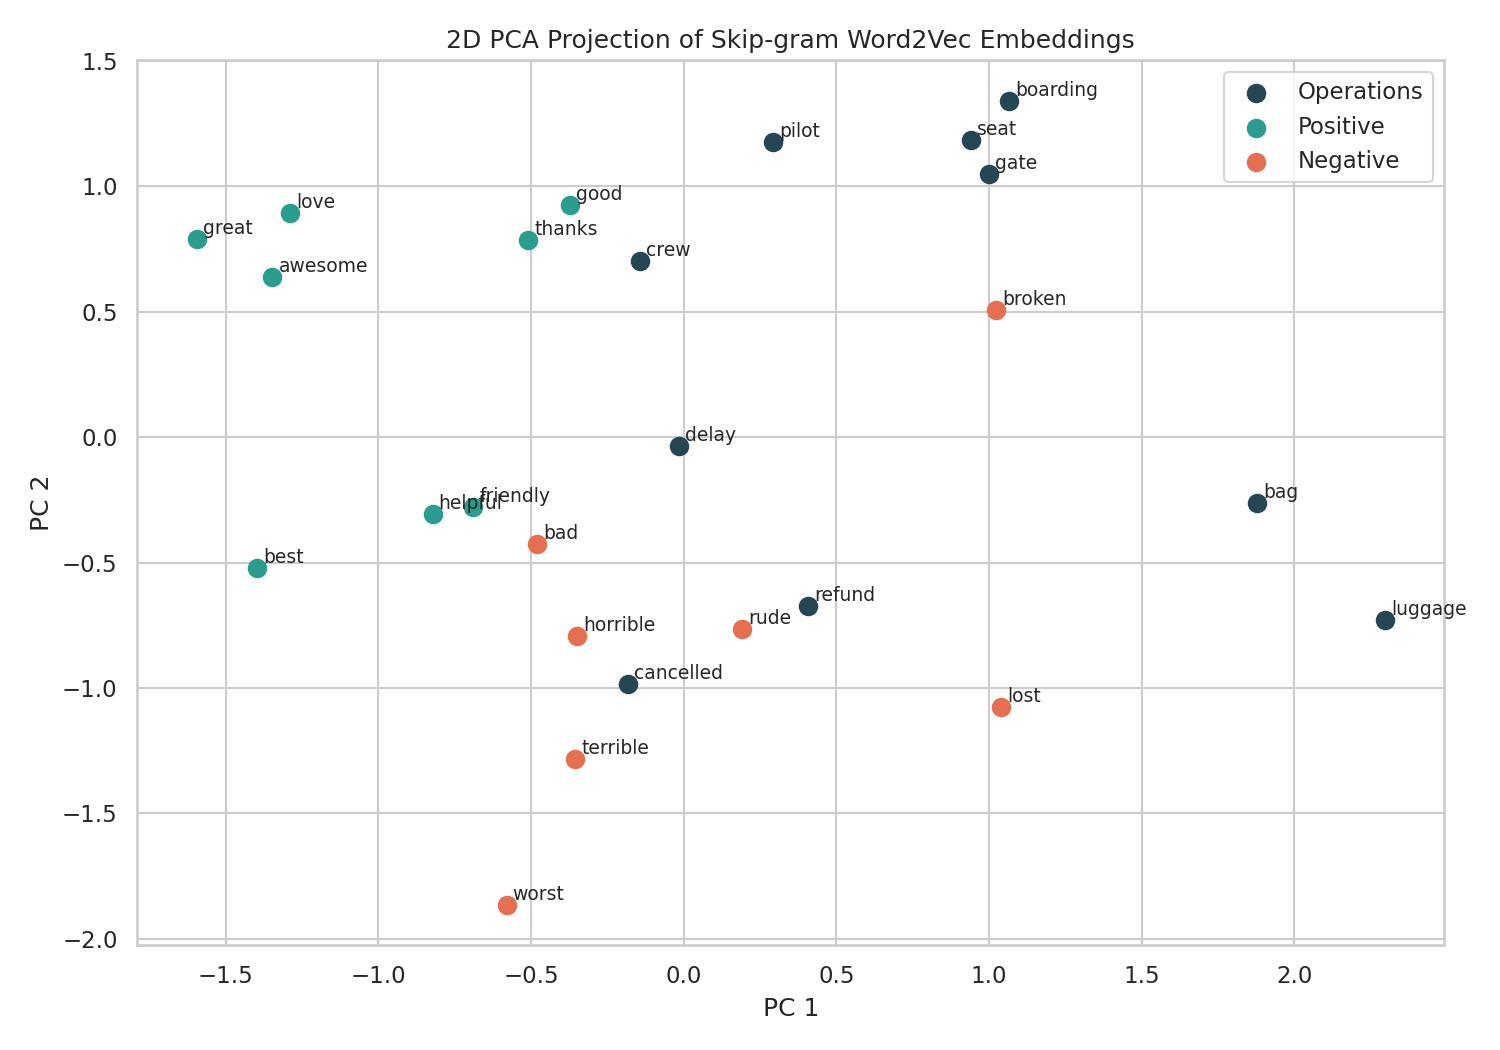 2D PCA Projection of Skip-gram Word2Vec Embeddings
1.5
1.0
0.5
0.0
−0.5
−1.0
−1.5
−2.0
PC 2
boarding
pilot
seat
gate
love
good
great
thanks
crew
awesome
broken
delay
friendly
helpful
bag
bad
best
refund
luggage
rude
horrible
cancelled
lost
terrible
worst
Operations
Positive
Negative
−1.5
−1.0
−0.5
0.0
0.5
1.0
1.5
2.0
PC 1